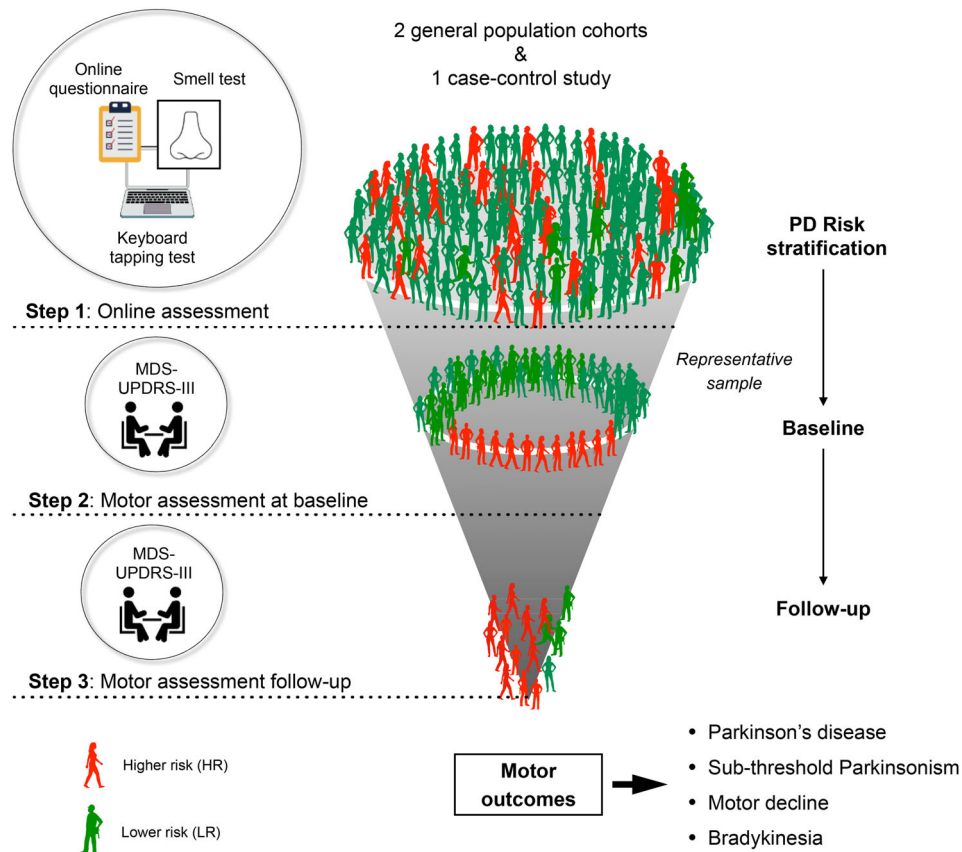 2 general population cohorts
&
1 case-control study
Online
questionnaire
Smell test
Keyboard
tapping test
Step 1: Online assessment
PD Risk
stratification
Representative
sample
MDS-
UPDRS-III
Baseline
Step 2: Motor assessment at baseline
MDS-
UPDRS-III
Follow-up
Step 3: Motor assessment follow-up
Higher risk (HR)
Lower risk (LR)
Motor
outcomes
• Parkinson's disease
• Sub-threshold Parkinsonism
• Motor decline
• Bradykinesia